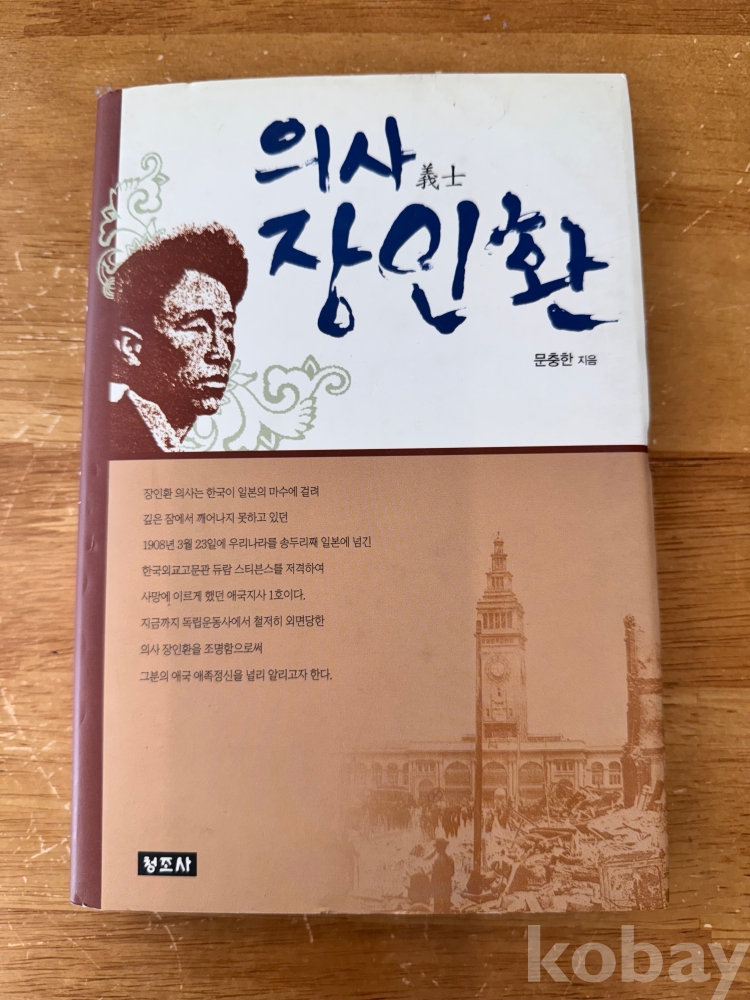 의사 義士
장인환
문충한 지음
장인환 의사는 한국이 일본의 마수에 걸려
깊은 잠에서 깨어나지 못하고 있던
1908년 3월 23일에 우리나라를 송두리째 일본에 넘긴
한국외교고문관 듀람 스티븐스를 저격하여
사망에 이르게 했던 애국지사 1호이다.
지금까지 독립운동사에서 철저히 외면당한
의사 장인환을 조명함으로써
그분의 애국 애족정신을 널리 알리고자 한다.
청조사
kobay